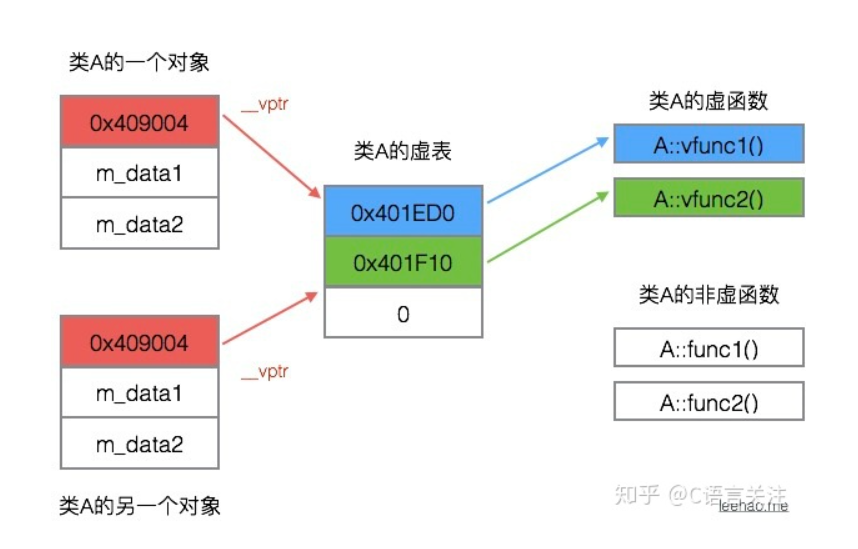 类A的一个对象
0x409004
m_data1
m_data2
__vptr
类A的虚表
0x401ED0
0x401F10
0
类A的虚函数
A::vfunc1()
A::vfunc2()
类A的非虚函数
A::func1()
A::func2()
0x409004
m_data1
m_data2
__vptr
类A的另一个对象
知乎 @C语言关注
leehao.me